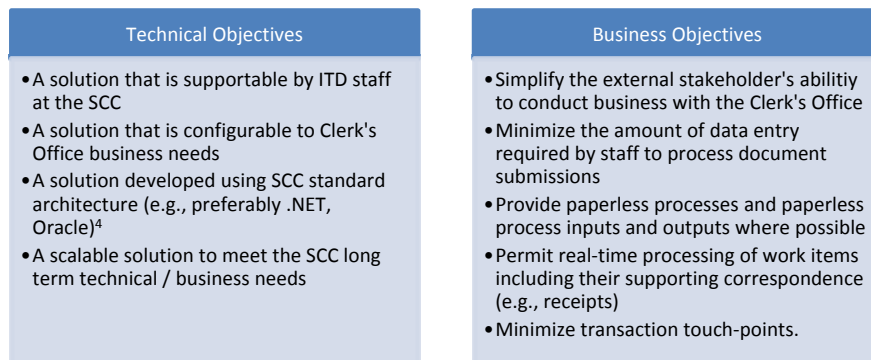 Technical Objectives
•A solution that is supportable by ITD staff
at the SCC
•A solution that is configurable to Clerk's
Office business needs
•A solution developed using SCC standard
architecture (e.g., preferably .NET,
Oracle)⁴
•A scalable solution to meet the SCC long
term technical / business needs
Business Objectives
•Simplify the external stakeholder's abilitiy
to conduct business with the Clerk's Office
•Minimize the amount of data entry
required by staff to process document
submissions
•Provide paperless processes and paperless
process inputs and outputs where possible
•Permit real-time processing of work items
including their supporting correspondence
(e.g., receipts)
•Minimize transaction touch-points.